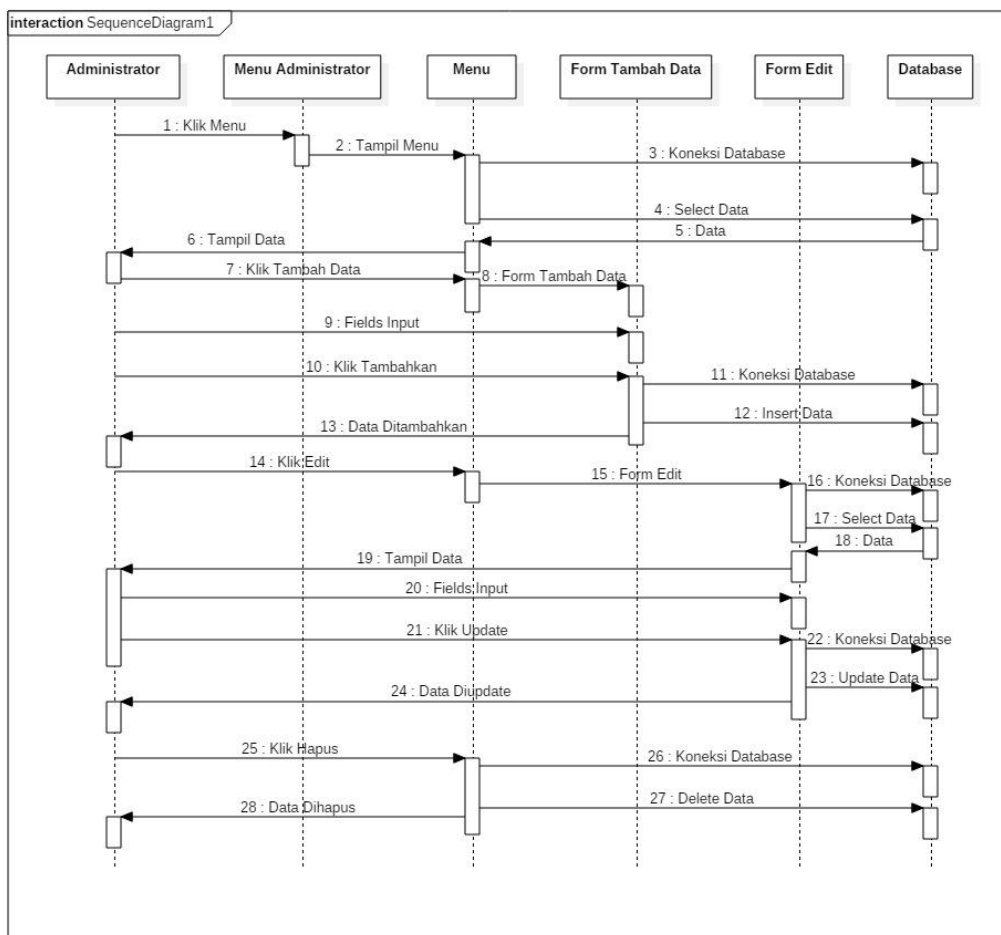 interaction SequenceDiagram1
Administrator
Menu Administrator
Menu
Form Tambah Data
Form Edit
Database
1 : Klik Menu
2 : Tampil Menu
3 : Koneksi Database
4 : Select Data
5 : Data
6 : Tampil Data
7 : Klik Tambah Data
8 : Form Tambah Data
9 : Fields Input
10 : Klik Tambahkan
11 : Koneksi Database
12 : Insert Data
13 : Data Ditambahkan
14 : Klik Edit
15 : Form Edit
16 : Koneksi Database
17 : Select Data
18 : Data
19 : Tampil Data
20 : Fields Input
21 : Klik Update
22 : Koneksi Database
23 : Update Data
24 : Data Diupdate
25 : Klik Hapus
26 : Koneksi Database
27 : Delete Data
28 : Data Dihapus